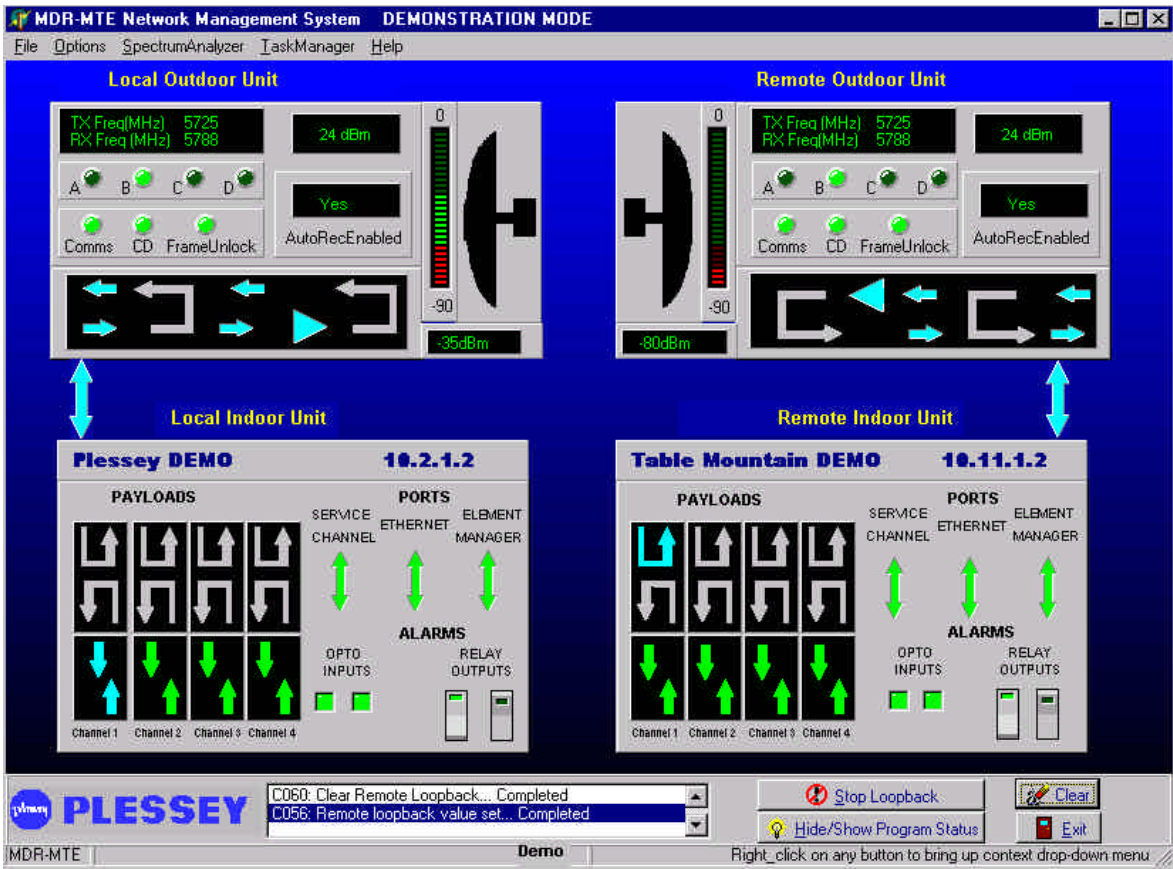 MDR-MTE Network Management System DEMONSTRATION MODE
File Options SpectrumAnalyzer TaskManager Help
Local Outdoor Unit
TX Freq(MHz) 5725
RX Freq (MHz) 5788
24 dBm
A B C D
Yes
AutoRecEnabled
Comms CD FrameUnlock
0
-90
-35dBm
Remote Outdoor Unit
0
-90
-80dBm
TX Freq (MHz) 5725
RX Freq (MHz) 5788
24 dBm
A B C D
Yes
AutoRecEnabled
Comms CD FrameUnlock
Local Indoor Unit
Plessey DEMO 10.2.1.2
PAYLOADS
PORTS
SERVICE
CHANNEL
ETHERNET
ELEMENT
MANAGER
ALARMS
OPTO
INPUTS
RELAY
OUTPUTS
Channel 1 Channel 2 Channel 3 Channel 4
Remote Indoor Unit
Table Mountain DEMO 10.11.1.2
PAYLOADS
PORTS
SERVICE
CHANNEL
ETHERNET
ELEMENT
MANAGER
ALARMS
OPTO
INPUTS
RELAY
OUTPUTS
Channel 1 Channel 2 Channel 3 Channel 4
PLESSEY
C060: Clear Remote Loopback... Completed
C056: Remote loopback value set... Completed
Stop Loopback
Clear
Hide/Show Program Status
Exit
MDR-MTE
Demo
Right_click on any button to bring up context drop-down menu